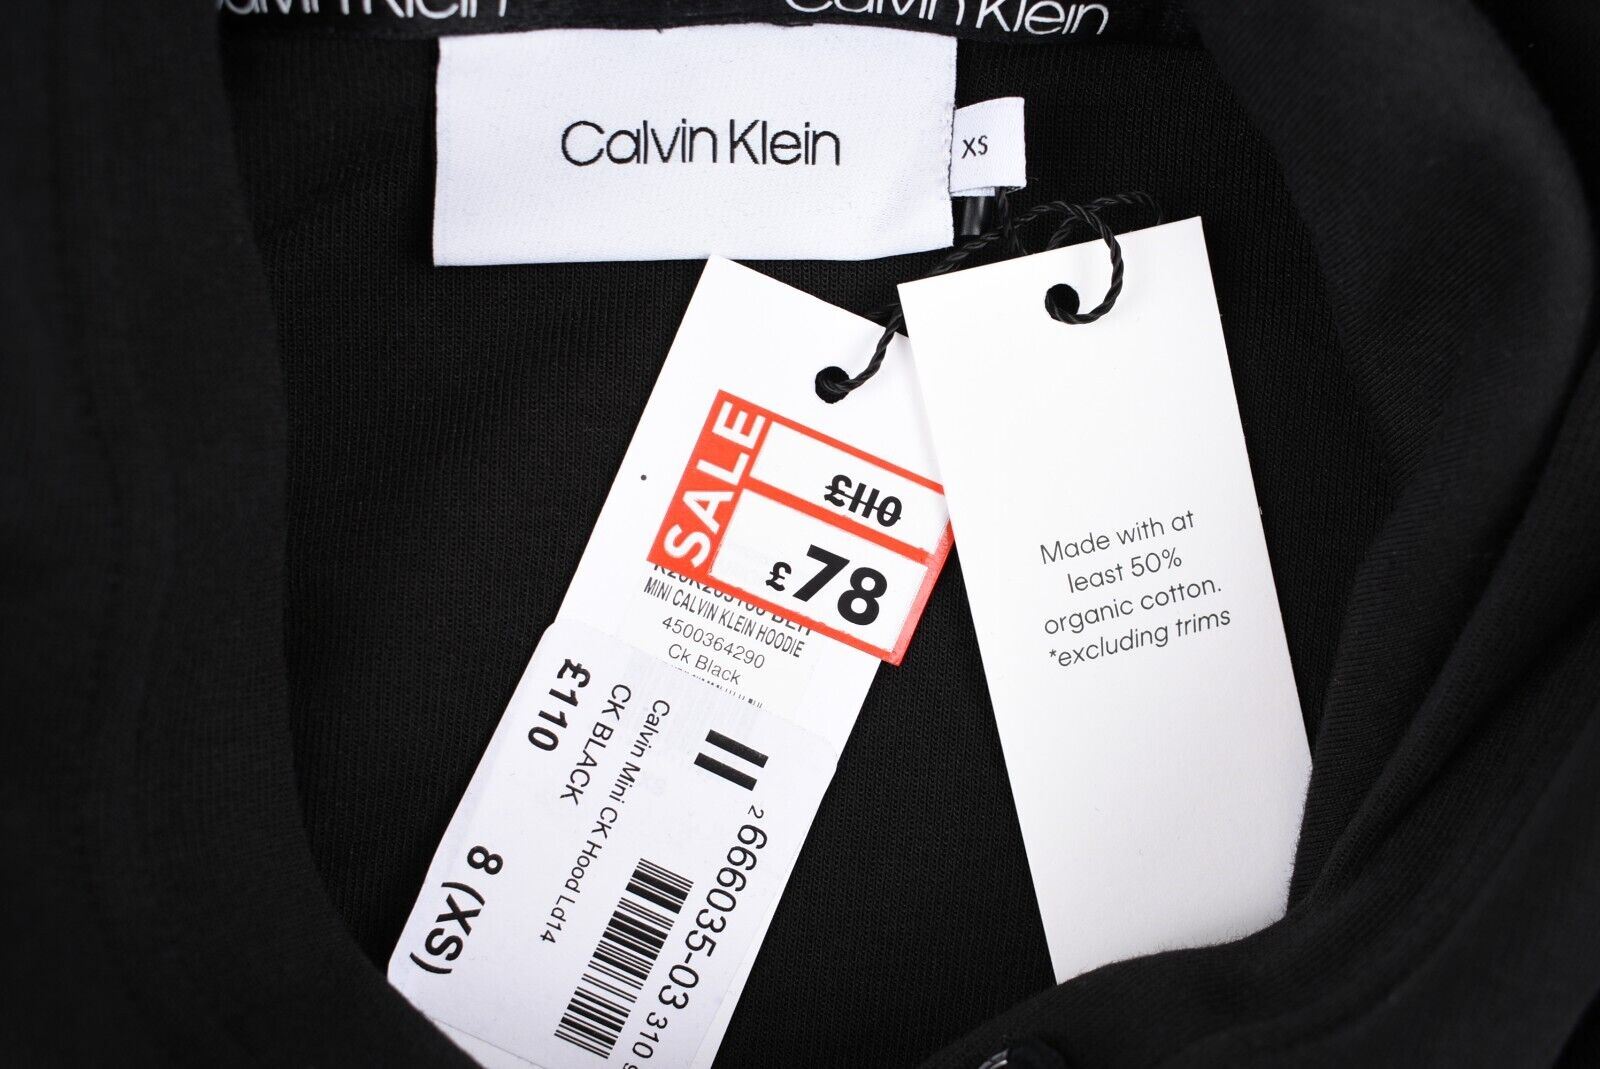 Calvin Klein
Calvin Klein
Calvin Klein
XS
SALE
£110
£78
MINI CALVIN KLEIN HOODIE
4500364290
Ck Black
Made with at
least 50%
organic cotton.
*excluding trims
2 666035-03 310
Calvin Mini CK Hood Ld14
CK BLACK
£110
8 (XS)